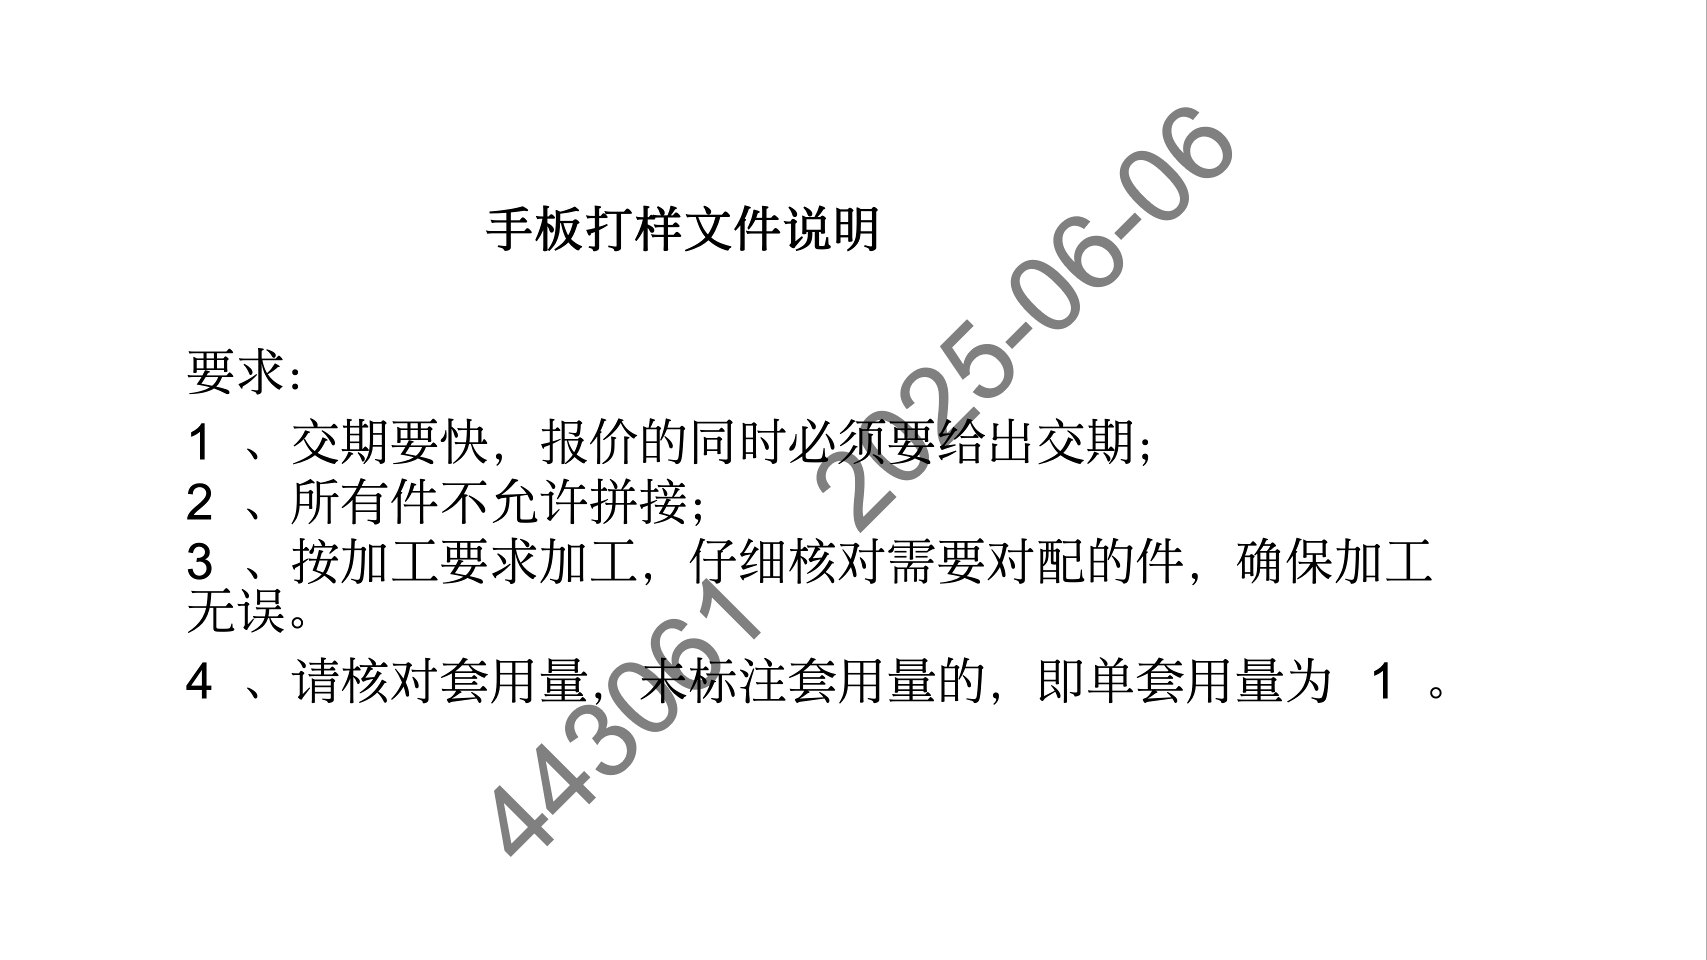 手板打样文件说明
要求：
1 、交期要快，报价的同时必须要给出交期；
2 、所有件不允许拼接；
3 、按加工要求加工，仔细核对需要对配的件，确保加工
无误。
4 、请核对套用量，未标注套用量的，即单套用量为 1 。
443061 2025-06-06